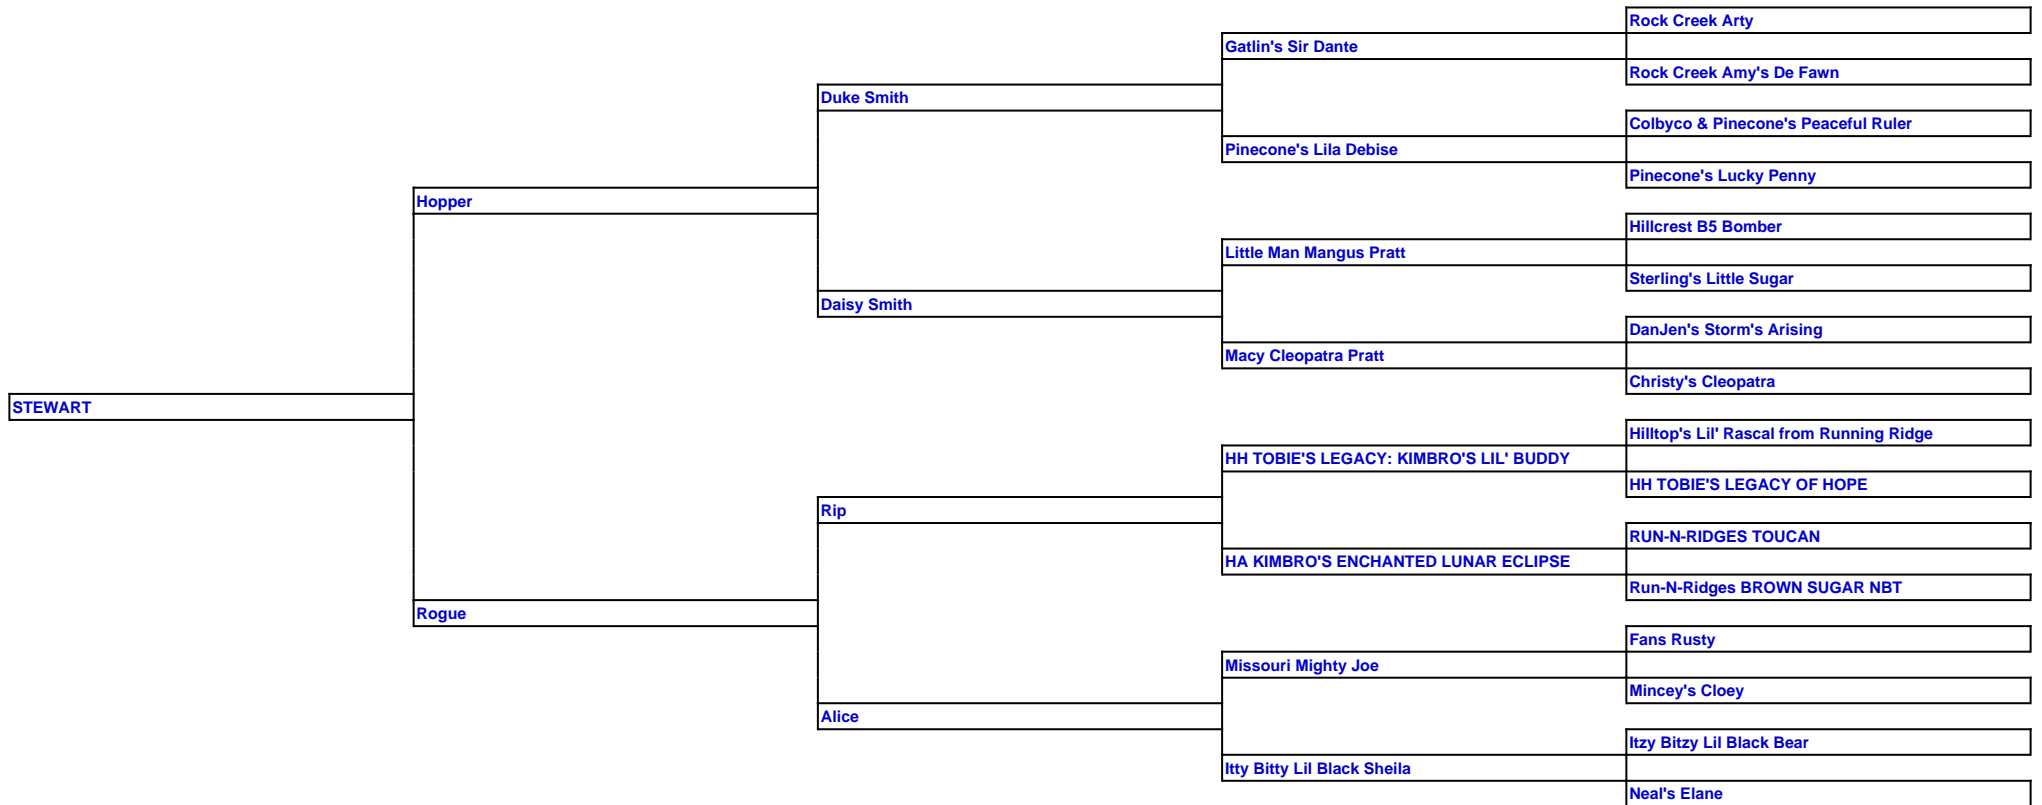 Rock Creek Arty
Gatlin's Sir Dante
Rock Creek Amy's De Fawn
Duke Smith
Colbyco & Pinecone's Peaceful Ruler
Pinecone's Lila Debise
Pinecone's Lucky Penny
Hopper
Hillcrest B5 Bomber
Little Man Mangus Pratt
Sterling's Little Sugar
Daisy Smith
DanJen's Storm's Arising
Macy Cleopatra Pratt
Christy's Cleopatra
STEWART
Hilltop's Lil' Rascal from Running Ridge
HH TOBIE'S LEGACY: KIMBRO'S LIL' BUDDY
HH TOBIE'S LEGACY OF HOPE
Rip
RUN-N-RIDGES TOUCAN
HA KIMBRO'S ENCHANTED LUNAR ECLIPSE
Run-N-Ridges BROWN SUGAR NBT
Rogue
Fans Rusty
Missouri Mighty Joe
Mincey's Cloey
Alice
Itzy Bitzy Lil Black Bear
Itty Bitty Lil Black Sheila
Neal's Elane